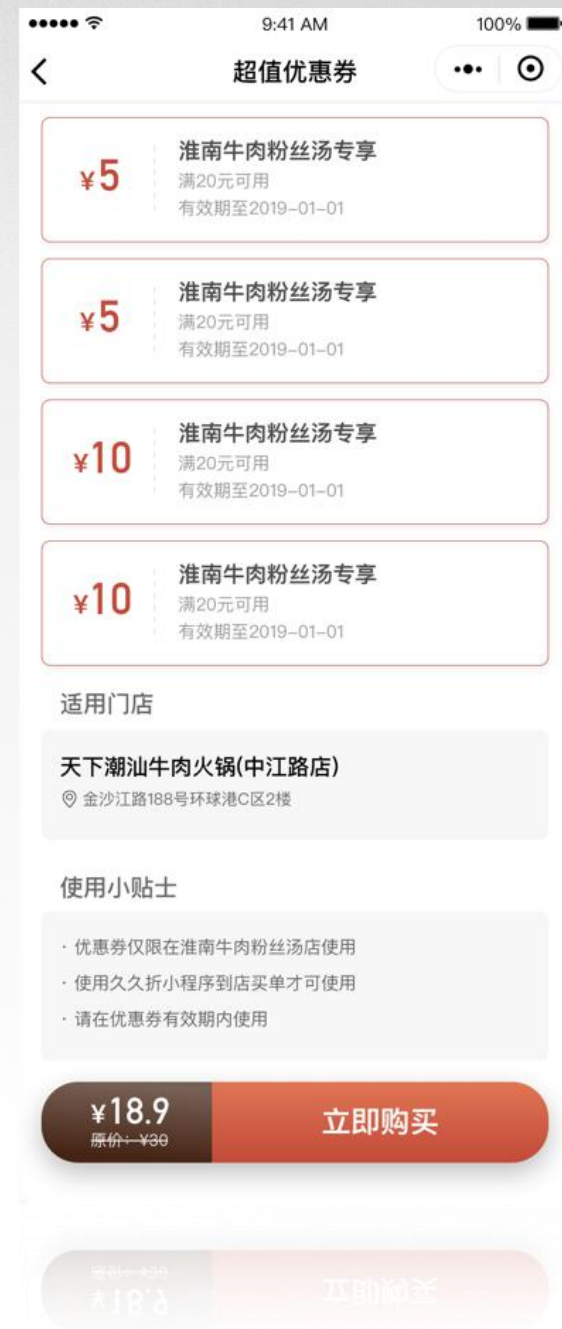 9:41 AM
100%
超值优惠券
¥5
淮南牛肉粉丝汤专享
满20元可用
有效期至2019-01-01
¥5
淮南牛肉粉丝汤专享
满20元可用
有效期至2019-01-01
¥10
淮南牛肉粉丝汤专享
满20元可用
有效期至2019-01-01
¥10
淮南牛肉粉丝汤专享
满20元可用
有效期至2019-01-01
适用门店
天下潮汕牛肉火锅(中江路店)
金沙江路188号环球港C区2楼
使用小贴士
· 优惠券仅限在淮南牛肉粉丝汤店使用
· 使用久久折小程序到店买单才可使用
· 请在优惠券有效期内使用
¥18.9
原价：¥30
立即购买